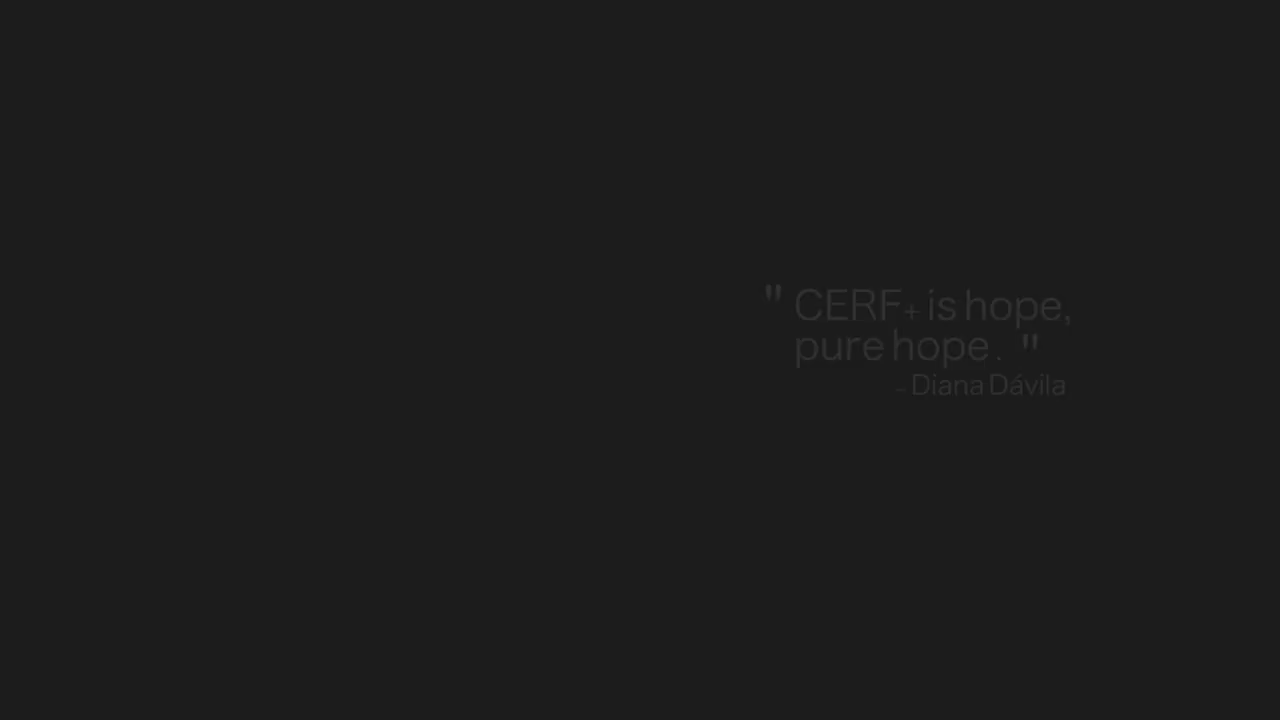 " CERF+ is hope,
pure hope. "
- Diana Dávila